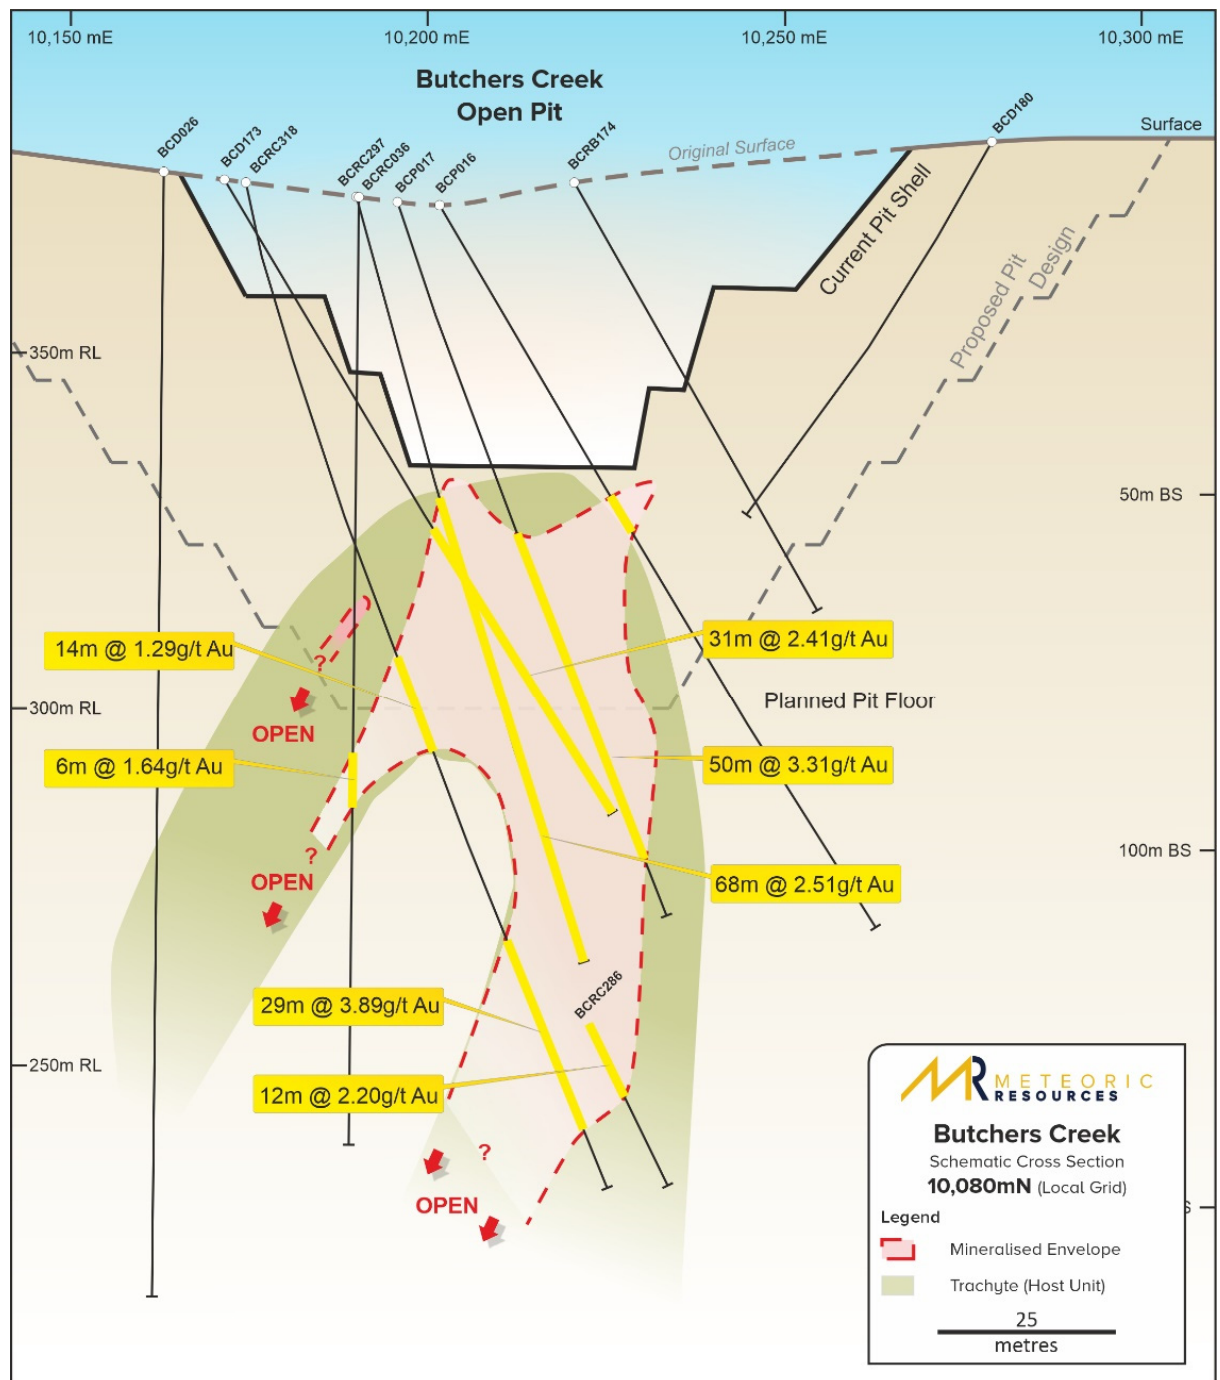 10,150 mE
10,200 mE
10,250 mE
10,300 mE
Butchers Creek
Open Pit
BCD026
BCD173
BCRC318
BCRC297
BCRC036
BCP017
BCP016
BCRB174
BCD180
Surface
Original Surface
Current Pit Shell
Proposed Pit
Design
350m RL
50m BS
14m @ 1.29g/t Au
31m @ 2.41g/t Au
?
300m RL
Planned Pit Floor
OPEN
6m @ 1.64g/t Au
50m @ 3.31g/t Au
?
100m BS
OPEN
68m @ 2.51g/t Au
BCRC286
29m @ 3.89g/t Au
250m RL
12m @ 2.20g/t Au
?
OPEN
METEORIC
RESOURCES
Butchers Creek
Schematic Cross Section
10,080mN (Local Grid)
Legend
Mineralised Envelope
Trachyte (Host Unit)
25
metres